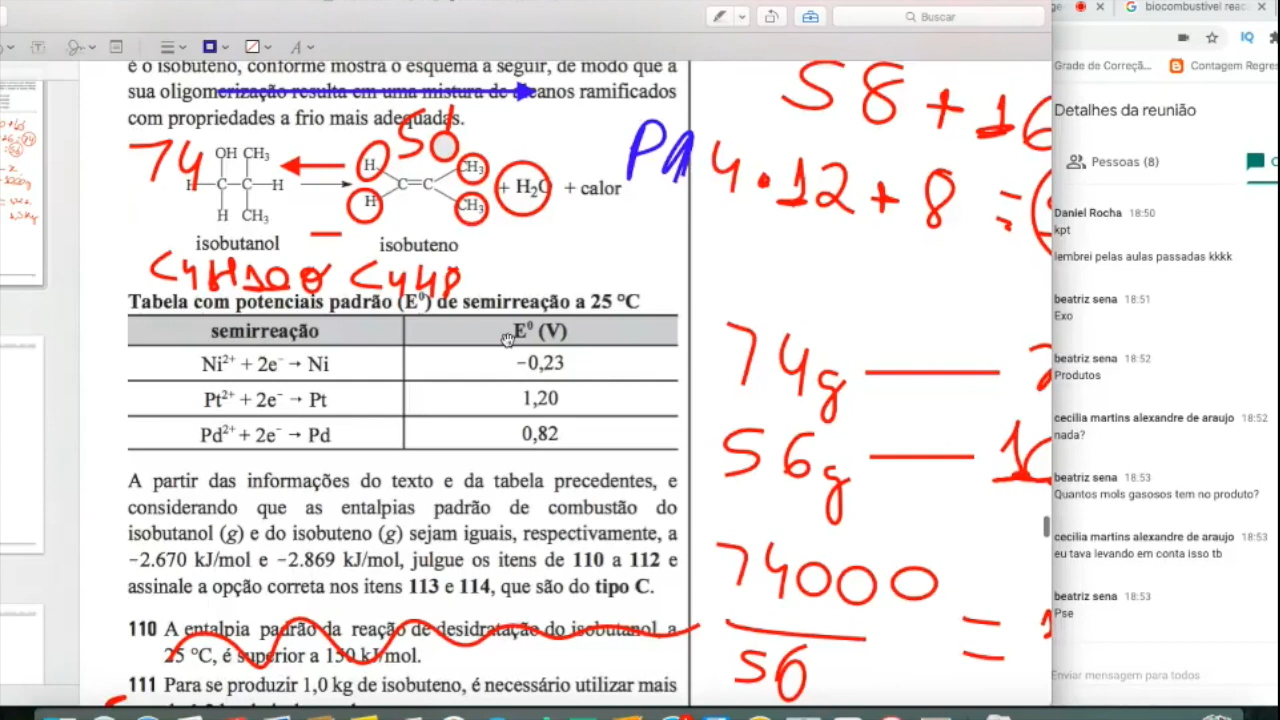 Buscar
biocombustivel reaç
IQ
Grade de Correçã...
Contagem Regres
é o isobuteno, conforme mostra o esquema a seguir, de modo que a
sua oligomerização resulta em uma mistura de alcanos ramificados
com propriedades a frio mais adequadas.
74
56
OH CH₃
H C C H
H CH₃
H CH₃
C=C
H CH₃
+ H₂O + calor
isobutanol
isobuteno
C4H10O C4H8
Tabela com potenciais padrão (E⁰) de semirreação a 25 °C
semirreação E⁰ (V)
Ni²⁺ + 2e⁻ → Ni −0,23
Pt²⁺ + 2e⁻ → Pt 1,20
Pd²⁺ + 2e⁻ → Pd 0,82
A partir das informações do texto e da tabela precedentes, e
considerando que as entalpias padrão de combustão do
isobutanol (g) e do isobuteno (g) sejam iguais, respectivamente, a
−2.670 kJ/mol e −2.869 kJ/mol, julgue os itens de 110 a 112 e
assinale a opção correta nos itens 113 e 114, que são do tipo C.
110 A entalpia padrão da reação de desidratação do isobutanol, a
25 °C, é superior a 150 kJ/mol.
111 Para se produzir 1,0 kg de isobuteno, é necessário utilizar mais
58 + 16
4.12 + 8 =
74g
56g
74000
56
=
Detalhes da reunião
Pessoas (8)
Daniel Rocha 18:50
kpt
lembrei pelas aulas passadas kkkk
beatriz sena 18:51
Exo
beatriz sena 18:52
Produtos
cecilia martins alexandre de araujo 18:52
nada?
beatriz sena 18:53
Quantos mols gasosos tem no produto?
cecilia martins alexandre de araujo 18:53
eu tava levando em conta isso tb
beatriz sena 18:53
Pse
Enviar mensagem para todos